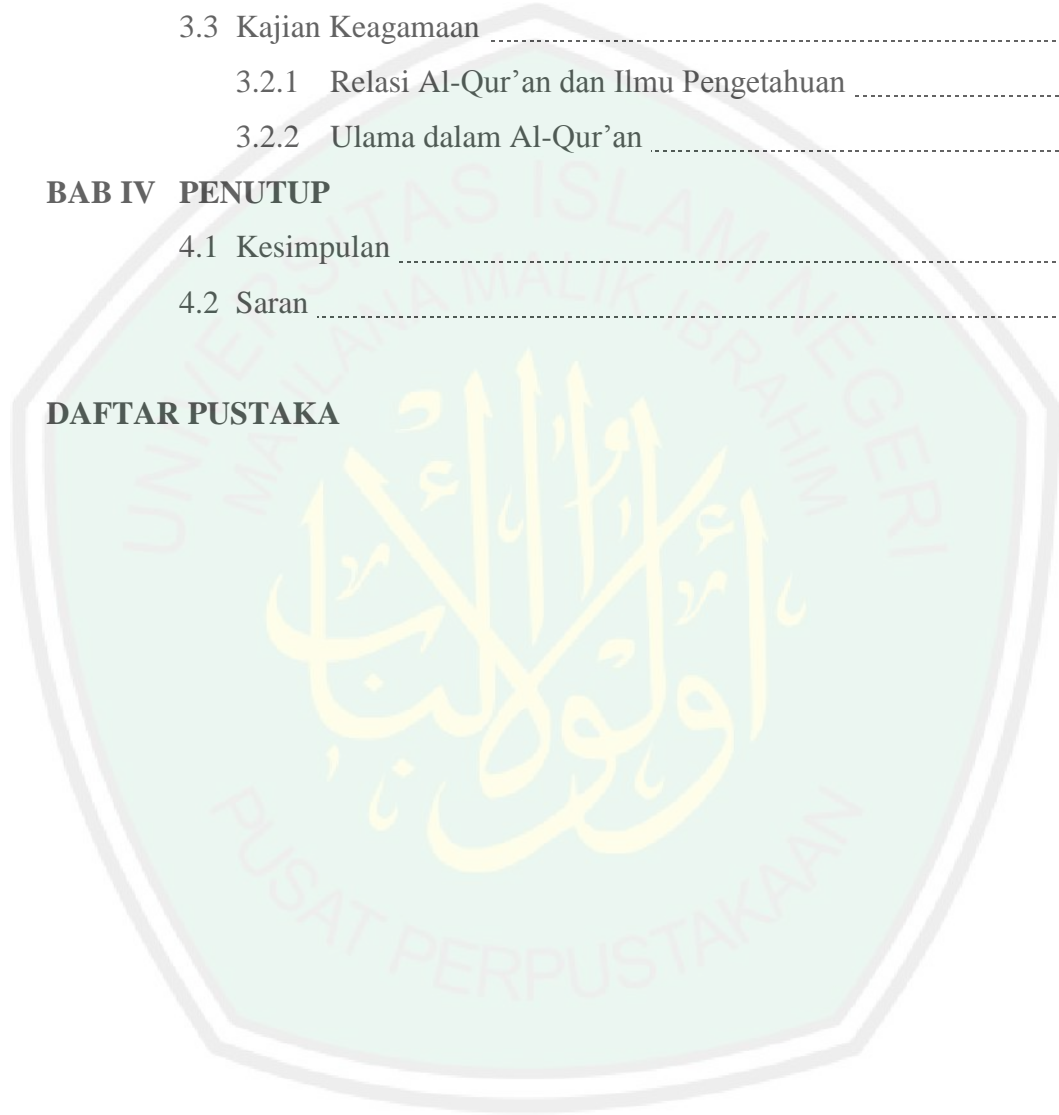 3.3 Kajian Keagamaan
3.2.1 Relasi Al-Qur’an dan Ilmu Pengetahuan
3.2.2 Ulama dalam Al-Qur’an
BAB IV PENUTUP
4.1 Kesimpulan
4.2 Saran
DAFTAR PUSTAKA
UNIVERSITAS ISLAM NEGERI
MAULANA MALIK IBRAHIM
أولوا الألباب
PUSAT PERPUSTAKAAN